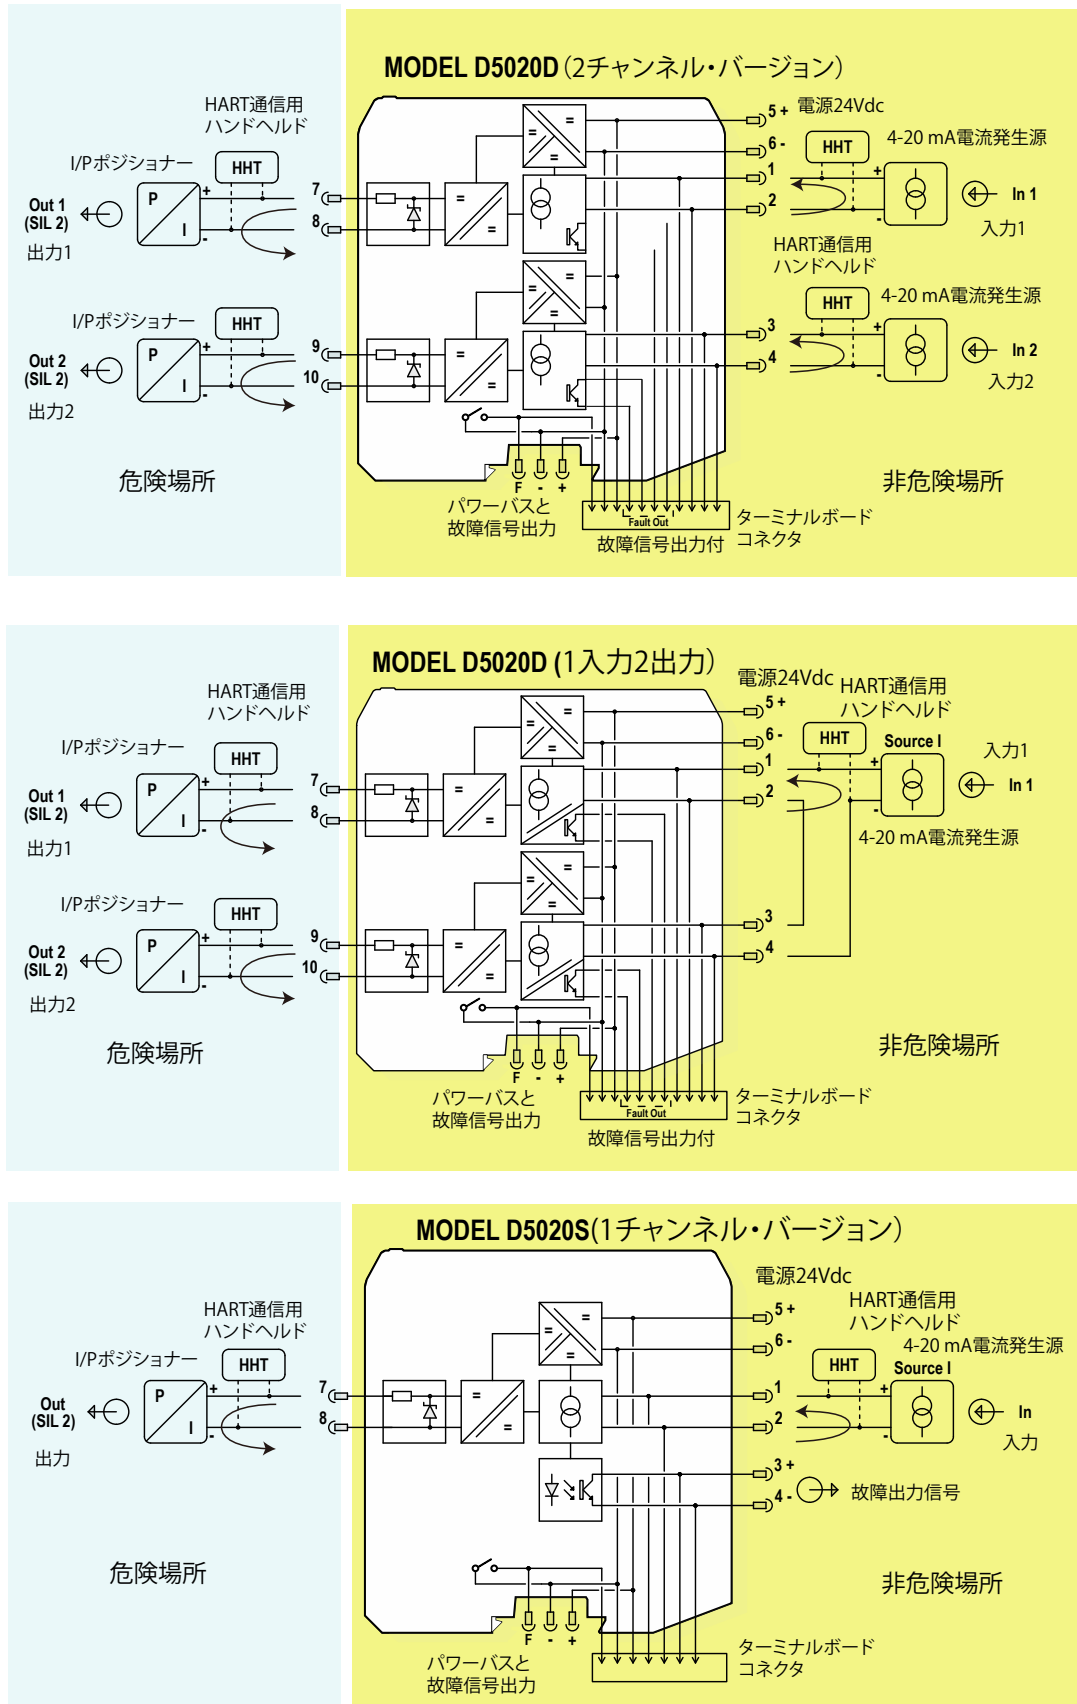 MODEL D5020D (2チャンネル・バージョン)
HART通信用
ハンドヘルド
電源24Vdc
5 +
6 -
I/Pポジショナー
HHT
HHT
4-20 mA電流発生源
Out 1
(SIL 2)
出力1
P
I
+
-
7
8
=
=
=
=
=
1
2
+
-
In 1
入力1
HART通信用
ハンドヘルド
I/Pポジショナー
HHT
HHT
4-20 mA電流発生源
Out 2
(SIL 2)
出力2
P
I
+
-
9
10
=
=
=
=
=
3
4
+
-
In 2
入力2
危険場所
非危険場所
F
-
+
パワーバスと
故障信号出力
Fault Out
故障信号出力付
ターミナルボード
コネクタ
MODEL D5020D (1入力2出力)
電源24Vdc
HART通信用
ハンドヘルド
HART通信用
ハンドヘルド
5 +
6 -
I/Pポジショナー
HHT
HHT
Source I
入力1
Out 1
(SIL 2)
出力1
P
I
+
-
7
8
=
=
=
=
=
1
2
+
-
In 1
4-20 mA電流発生源
I/Pポジショナー
HHT
Out 2
(SIL 2)
出力2
P
I
+
-
9
10
=
=
=
=
=
3
4
危険場所
非危険場所
F
-
+
パワーバスと
故障信号出力
Fault Out
故障信号出力付
ターミナルボード
コネクタ
MODEL D5020S(1チャンネル・バージョン)
電源24Vdc
HART通信用
ハンドヘルド
HART通信用
ハンドヘルド
5 +
6 -
4-20 mA電流発生源
I/Pポジショナー
HHT
HHT
Source I
Out
(SIL 2)
出力
P
I
+
-
7
8
=
=
=
=
=
1
2
+
-
In
入力
3 +
4 -
故障出力信号
危険場所
非危険場所
F
-
+
パワーバスと
故障信号出力
ターミナルボード
コネクタ